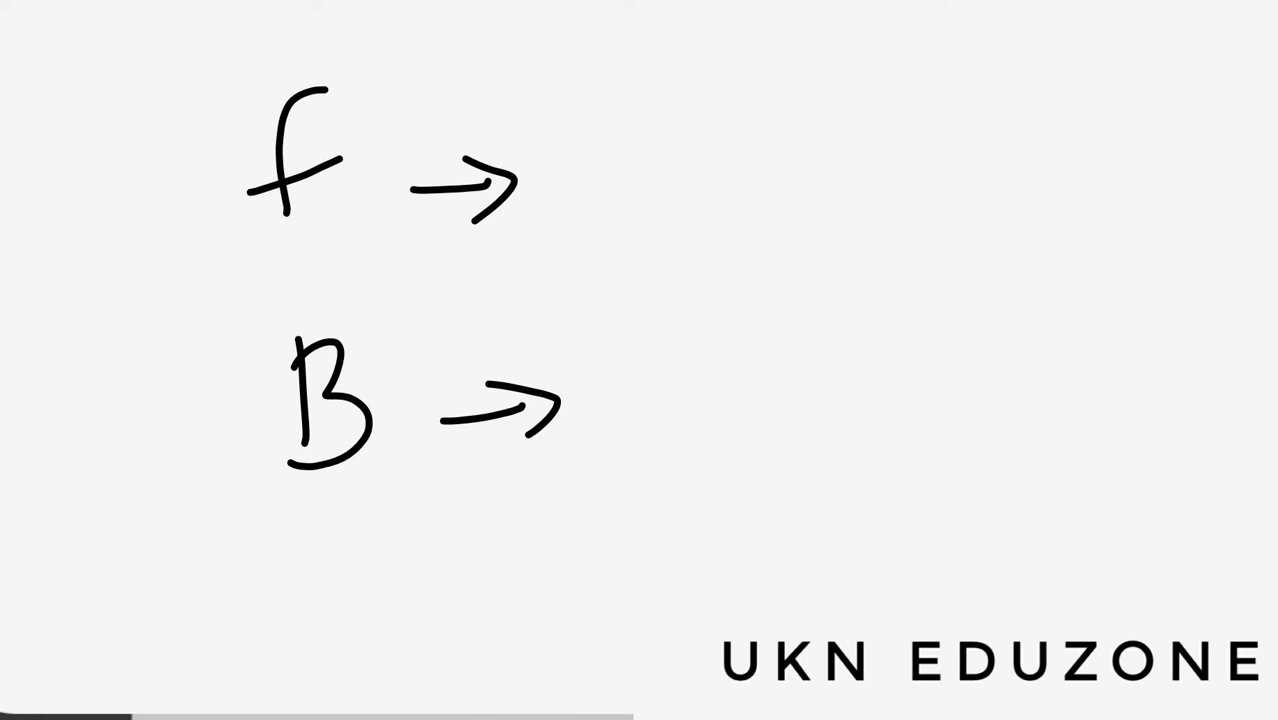 f →
B →
UKN EDUZONE